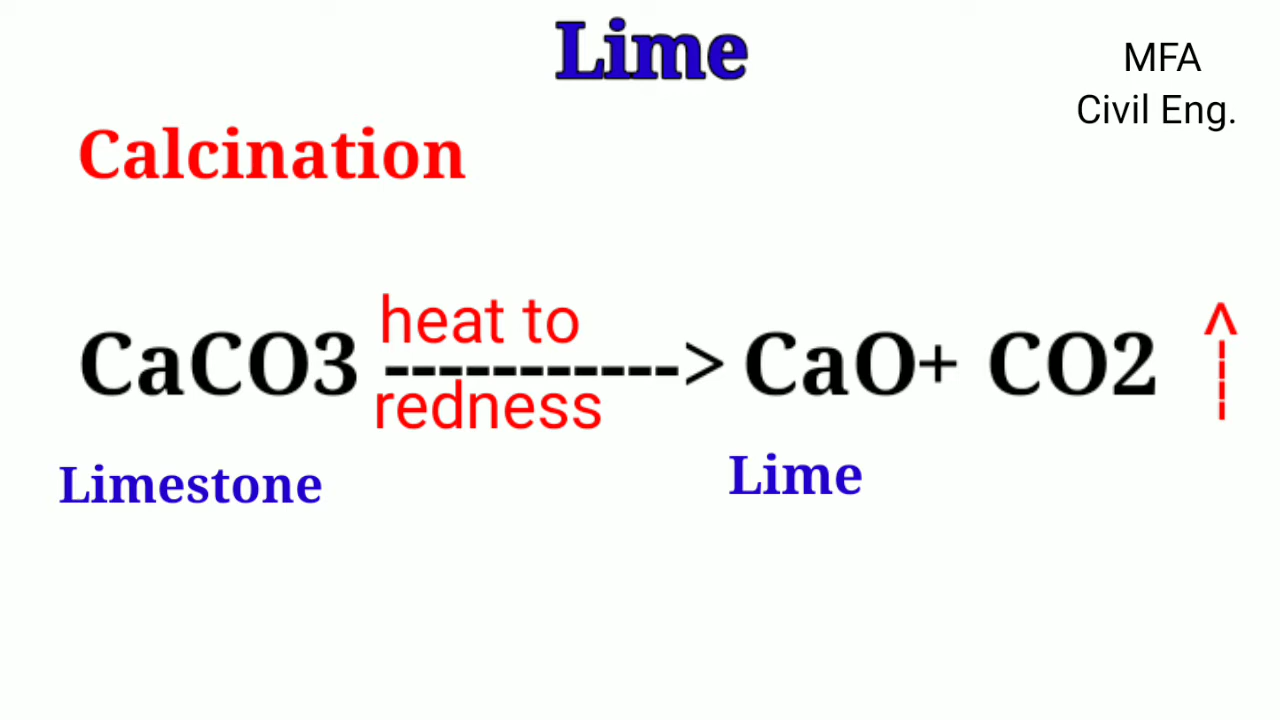 Lime
MFA
Civil Eng.
Calcination
heat to
CaCO3 -----------> CaO+ CO2
redness
Limestone
Lime